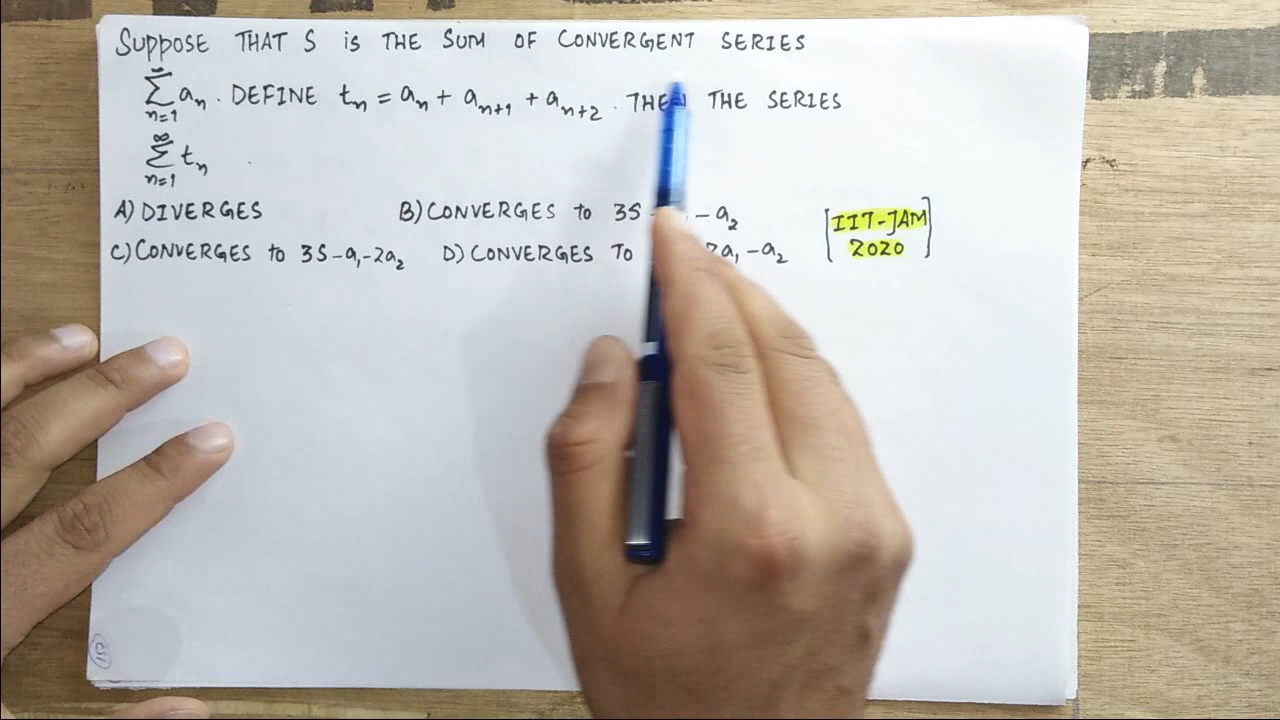 SUPPOSE THAT S is THE SUM OF CONVERGENT SERIES
∞∑n=1 aₙ . DEFINE tₙ = aₙ + aₙ₊₁ + aₙ₊₂ . THE THE SERIES
∞∑n=1 tₙ .
A) DIVERGES B) CONVERGES to 3S - - a₂ [IIT-JAM
C) CONVERGES to 3S - a₁ - 2a₂ D) CONVERGES TO a₁ - a₂ 2020]